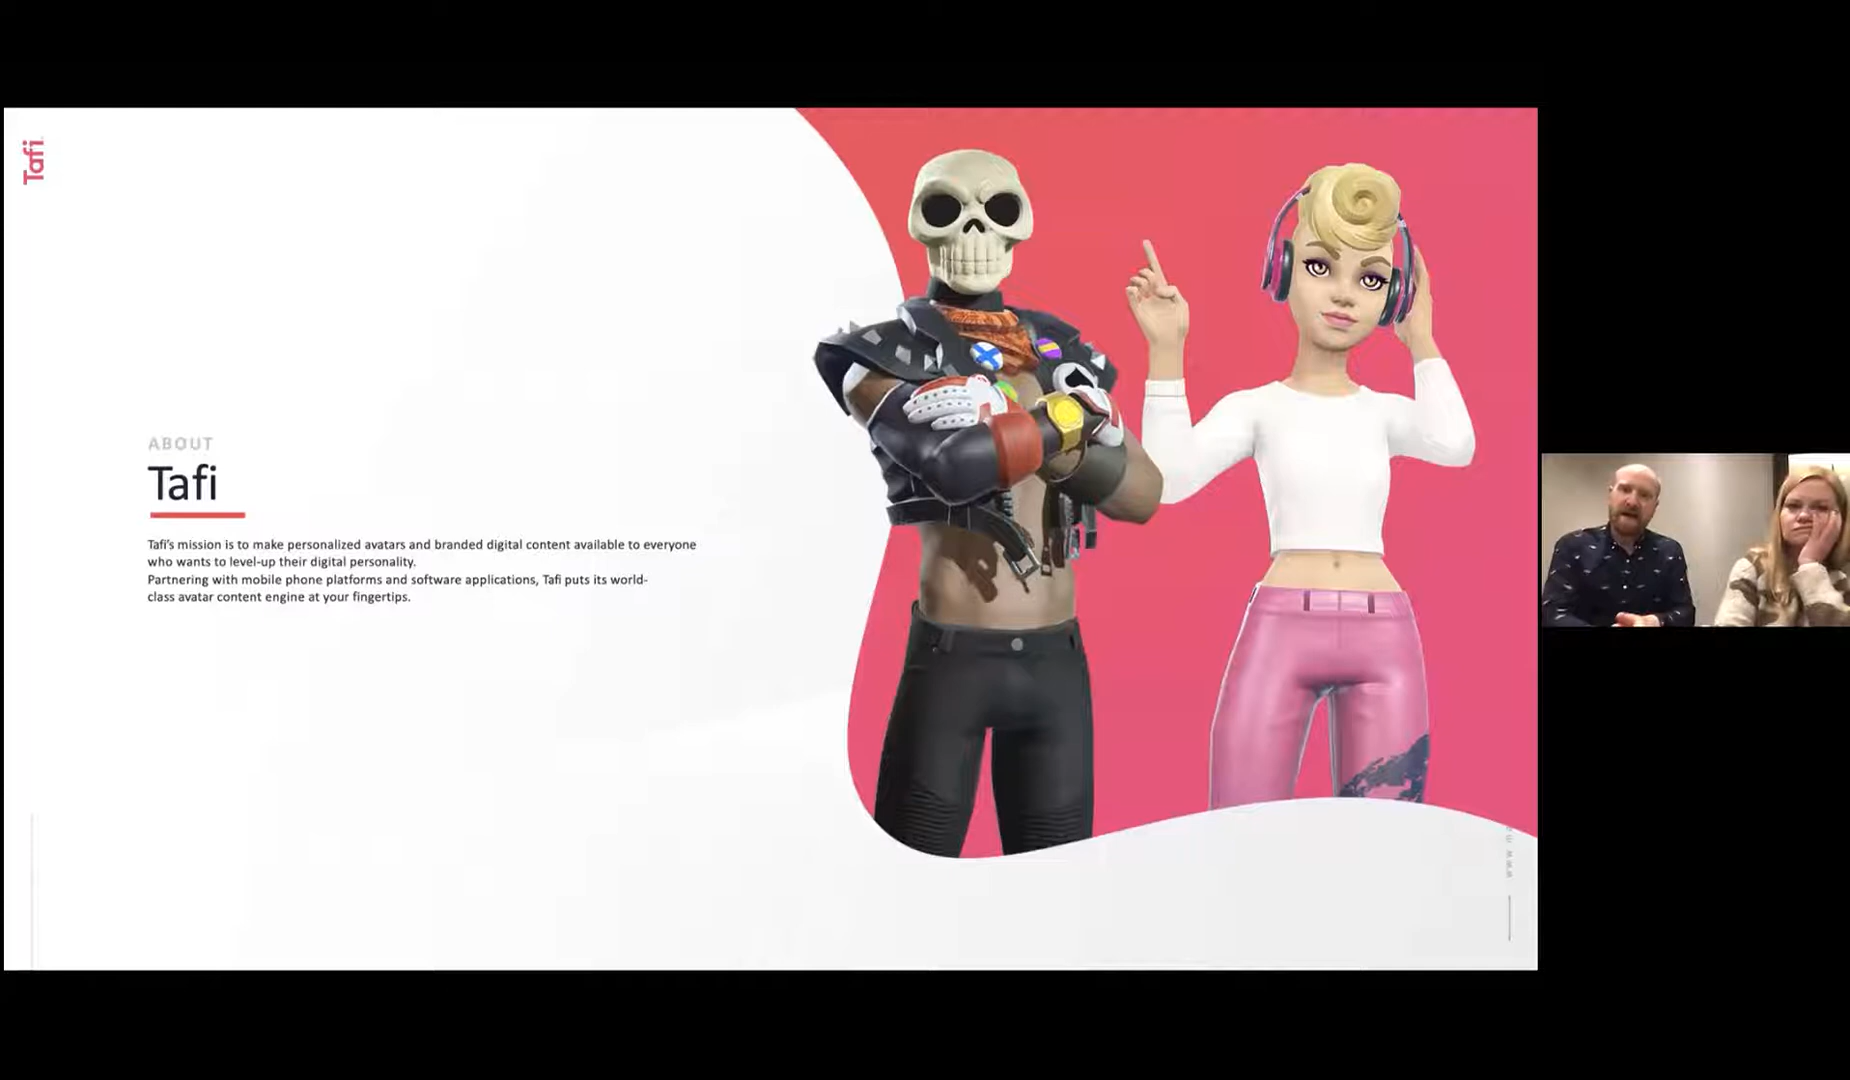 Tafi
ABOUT
Tafi
Tafi's mission is to make personalized avatars and branded digital content available to everyone
who wants to level-up their digital personality.
Partnering with mobile phone platforms and software applications, Tafi puts its world-
class avatar content engine at your fingertips.
www